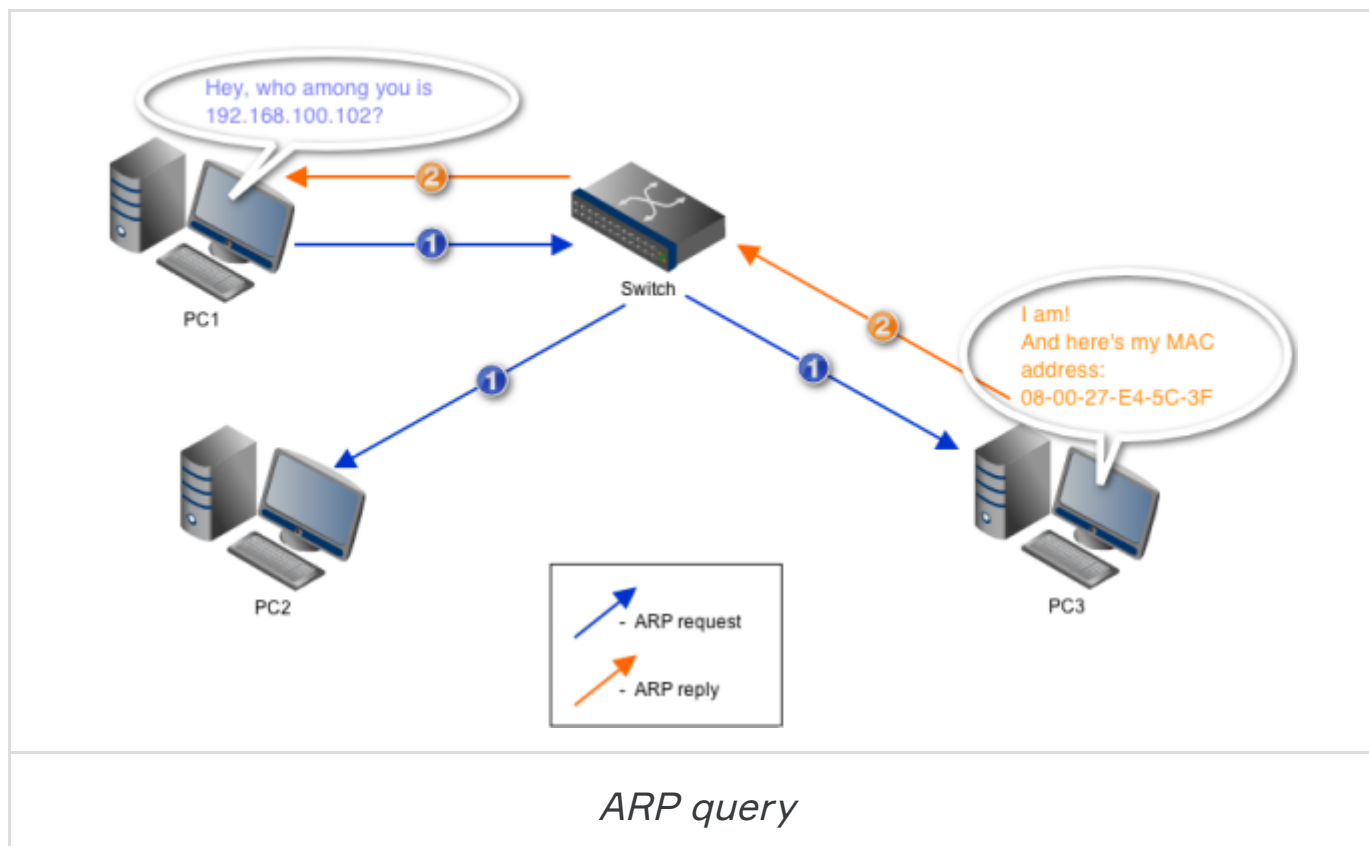 Hey, who among you is
192.168.100.102?
2
1
Switch
PC1
I am!
And here's my MAC
address:
08-00-27-E4-5C-3F
2
1
1
PC2
PC3
- ARP request
- ARP reply
ARP query